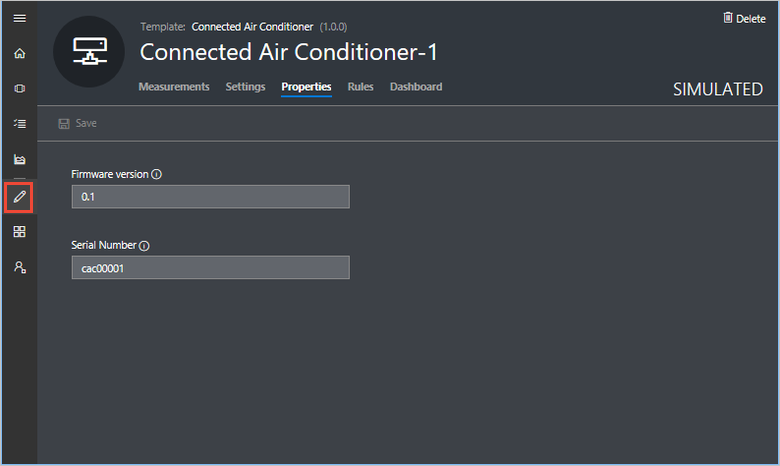 Template: Connected Air Conditioner (1.0.0)
Delete
Connected Air Conditioner-1
Measurements Settings Properties Rules Dashboard
SIMULATED
Save
Firmware version
0.1
Serial Number
cac00001